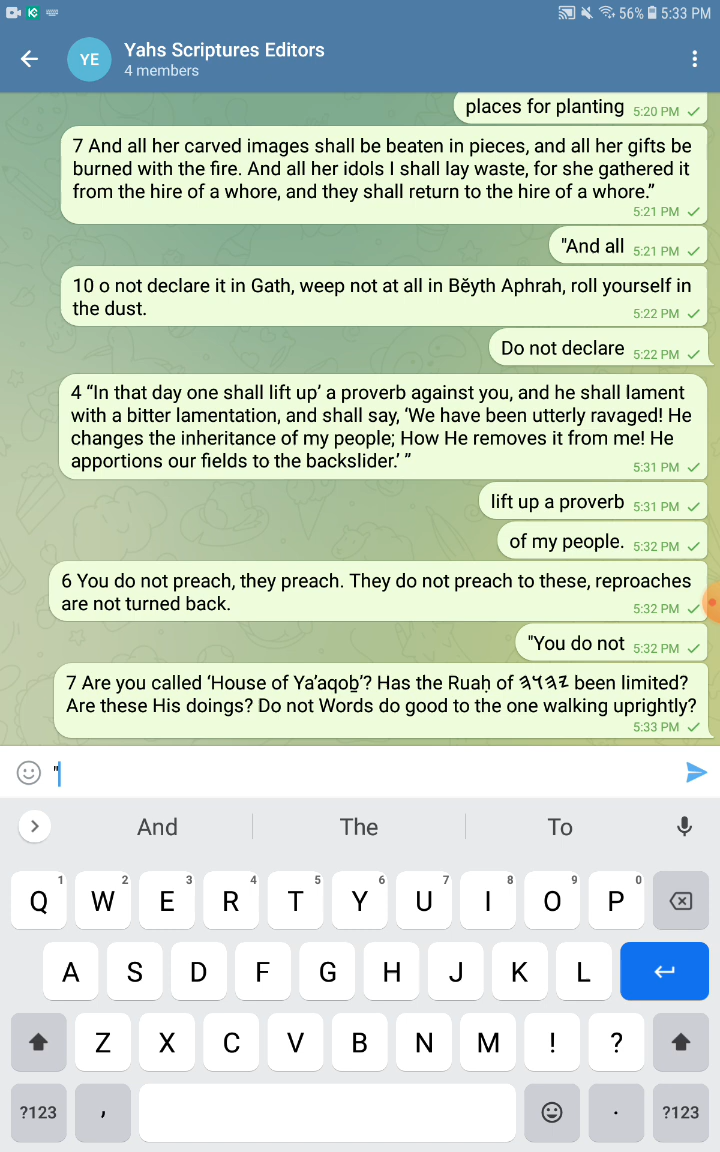 56% 5:33 PM
YE
Yahs Scriptures Editors
4 members
places for planting 5:20 PM
7 And all her carved images shall be beaten in pieces, and all her gifts be
burned with the fire. And all her idols I shall lay waste, for she gathered it
from the hire of a whore, and they shall return to the hire of a whore.”
5:21 PM
"And all 5:21 PM
10 o not declare it in Gath, weep not at all in Bĕyth Aphrah, roll yourself in
the dust. 5:22 PM
Do not declare 5:22 PM
4 “In that day one shall lift up’ a proverb against you, and he shall lament
with a bitter lamentation, and shall say, ‘We have been utterly ravaged! He
changes the inheritance of my people; How He removes it from me! He
apportions our fields to the backslider.’ ” 5:31 PM
lift up a proverb 5:31 PM
of my people. 5:32 PM
6 You do not preach, they preach. They do not preach to these, reproaches
are not turned back. 5:32 PM
"You do not 5:32 PM
7 Are you called ‘House of Ya’aqoḇ’? Has the Ruaḥ of 𐤉𐤄𐤅𐤄 been limited?
Are these His doings? Do not Words do good to the one walking uprightly?
5:33 PM
"
And The To
1 2 3 4 5 6 7 8 9 0
Q W E R T Y U I O P
A S D F G H J K L
Z X C V B N M ! ?
?123 , . ?123